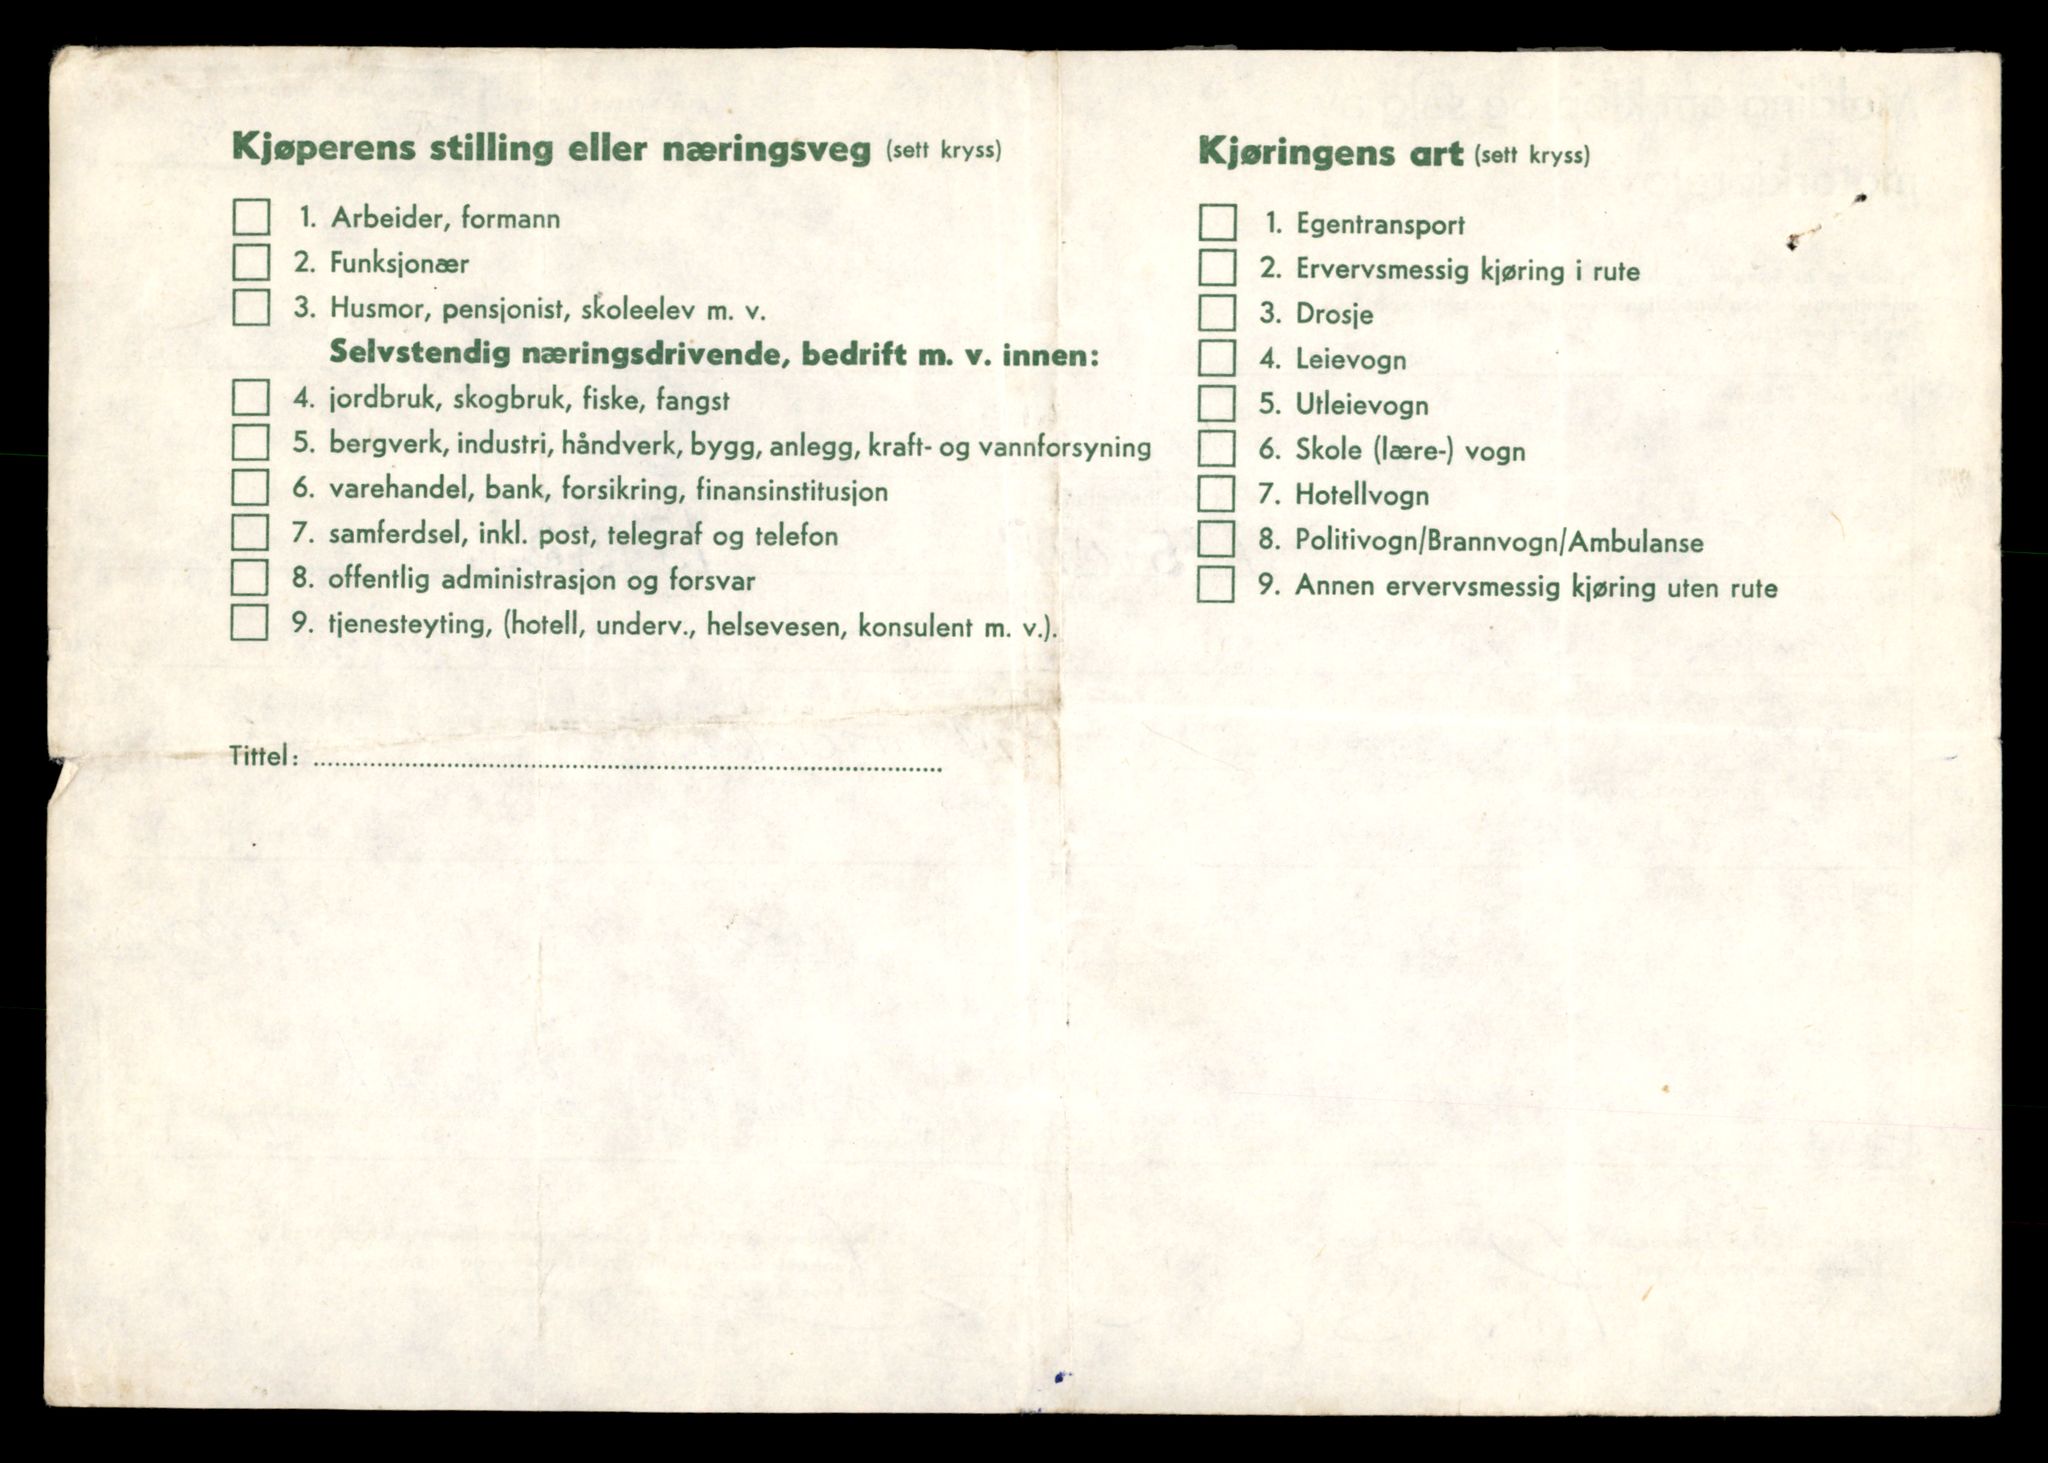 Kjøperens stilling eller næringsveg (sett kryss)
1. Arbeider, formann
2. Funksjonær
3. Husmor, pensjonist, skoleelev m. v.
Selvstendig næringsdrivende, bedrift m. v. innen:
4. jordbruk, skogbruk, fiske, fangst
5. bergverk, industri, håndverk, bygg, anlegg, kraft- og vannforsyning
6. varehandel, bank, forsikring, finansinstitusjon
7. samferdsel, inkl. post, telegraf og telefon
8. offentlig administrasjon og forsvar
9. tjenesteyting, (hotell, underv., helsevesen, konsulent m. v.).
Tittel:
Kjøringens art (sett kryss)
1. Egentransport
2. Ervervsmessig kjøring i rute
3. Drosje
4. Leievogn
5. Utleievogn
6. Skole (lære-) vogn
7. Hotellvogn
8. Politivogn/Brannvogn/Ambulanse
9. Annen ervervsmessig kjøring uten rute